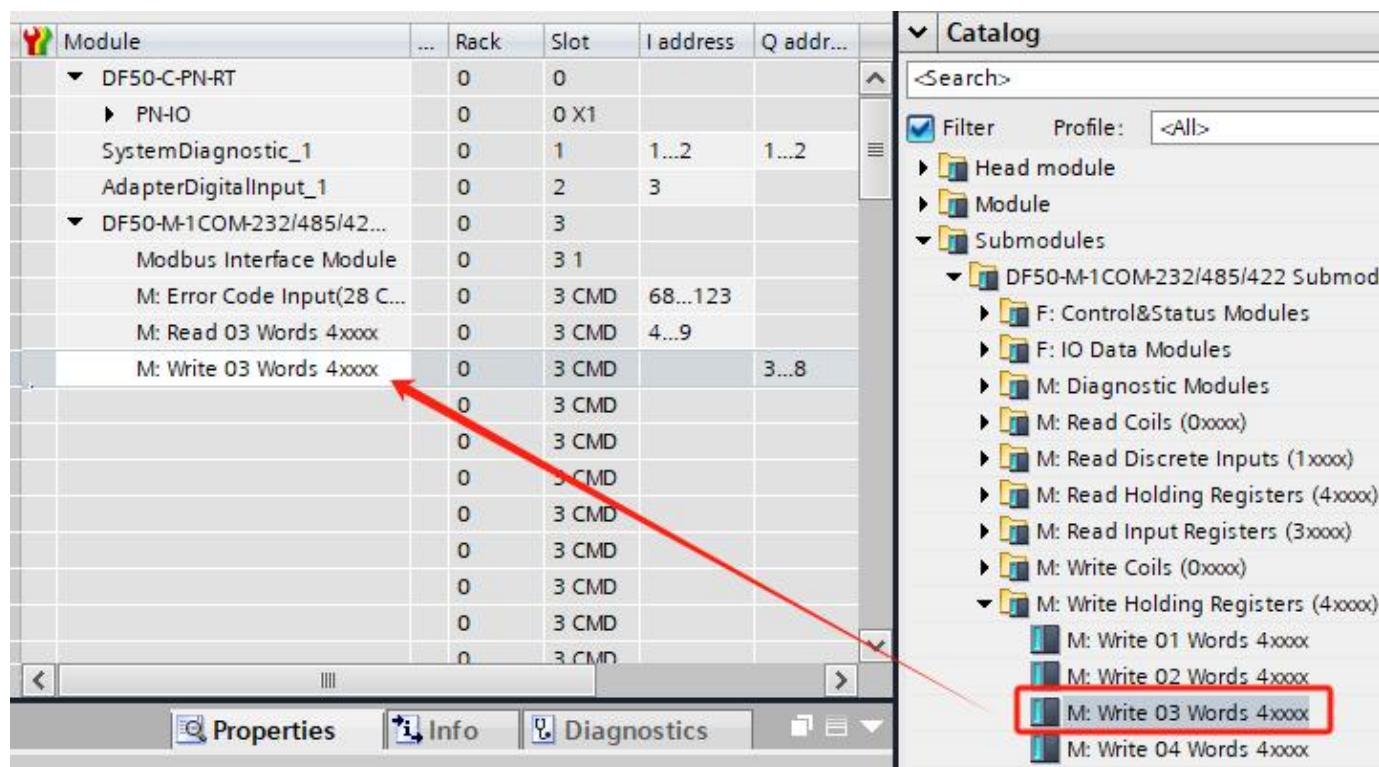 Module ... Rack Slot I address Q addr...
DF50-C-PN-RT 0 0
PN-IO 0 0 X1
SystemDiagnostic_1 0 1 1...2 1...2
AdapterDigitalInput_1 0 2 3
DF50-M-1COM-232/485/42... 0 3
Modbus Interface Module 0 3 1
M: Error Code Input(28 C... 0 3 CMD 68...123
M: Read 03 Words 4xxxx 0 3 CMD 4...9
M: Write 03 Words 4xxxx 0 3 CMD 3...8
0 3 CMD
0 3 CMD
0 3 CMD
0 3 CMD
0 3 CMD
0 3 CMD
0 3 CMD
0 3 CMD
Properties Info Diagnostics
Catalog
<Search>
Filter Profile: <All>
Head module
Module
Submodules
DF50-M-1COM-232/485/422 Submod
F: Control&Status Modules
F: IO Data Modules
M: Diagnostic Modules
M: Read Coils (0xxxx)
M: Read Discrete Inputs (1xxxx)
M: Read Holding Registers (4xxxx)
M: Read Input Registers (3xxxx)
M: Write Coils (0xxxx)
M: Write Holding Registers (4xxxx)
M: Write 01 Words 4xxxx
M: Write 02 Words 4xxxx
M: Write 03 Words 4xxxx
M: Write 04 Words 4xxxx